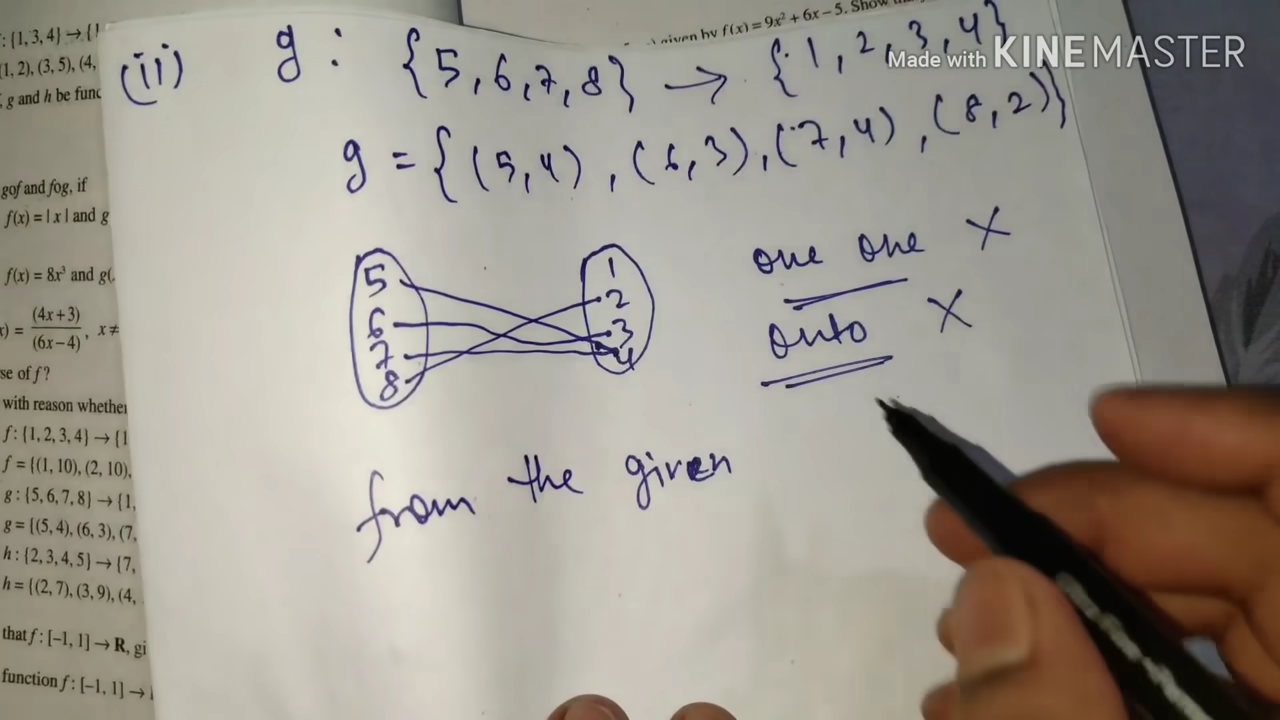 : {1, 3, 4} → {1
given by f(x) = 9x² + 6x – 5. Show
1, 2), (3, 5), (4,
g and h be func
gof and fog, if
f(x) = | x | and g
f(x) = 8x³ and g(
x) = (4x+3)/(6x–4), x ≠
se of f?
with reason whether
f : {1, 2, 3, 4} → {1
f = {(1, 10), (2, 10),
g : {5, 6, 7, 8} → {1,
g = {(5, 4), (6, 3), (7,
h : {2, 3, 4, 5} → {7,
h = {(2, 7), (3, 9), (4,
that f : [–1, 1] → R, gi
function f : [–1, 1] →
Made with KINEMASTER
(ii) g : {5, 6, 7, 8} → {1, 2, 3, 4}
g = {(5, 4), (6, 3), (7, 4), (8, 2)}
5 1
6 2
7 3
8 4
one one X
onto X
from the given